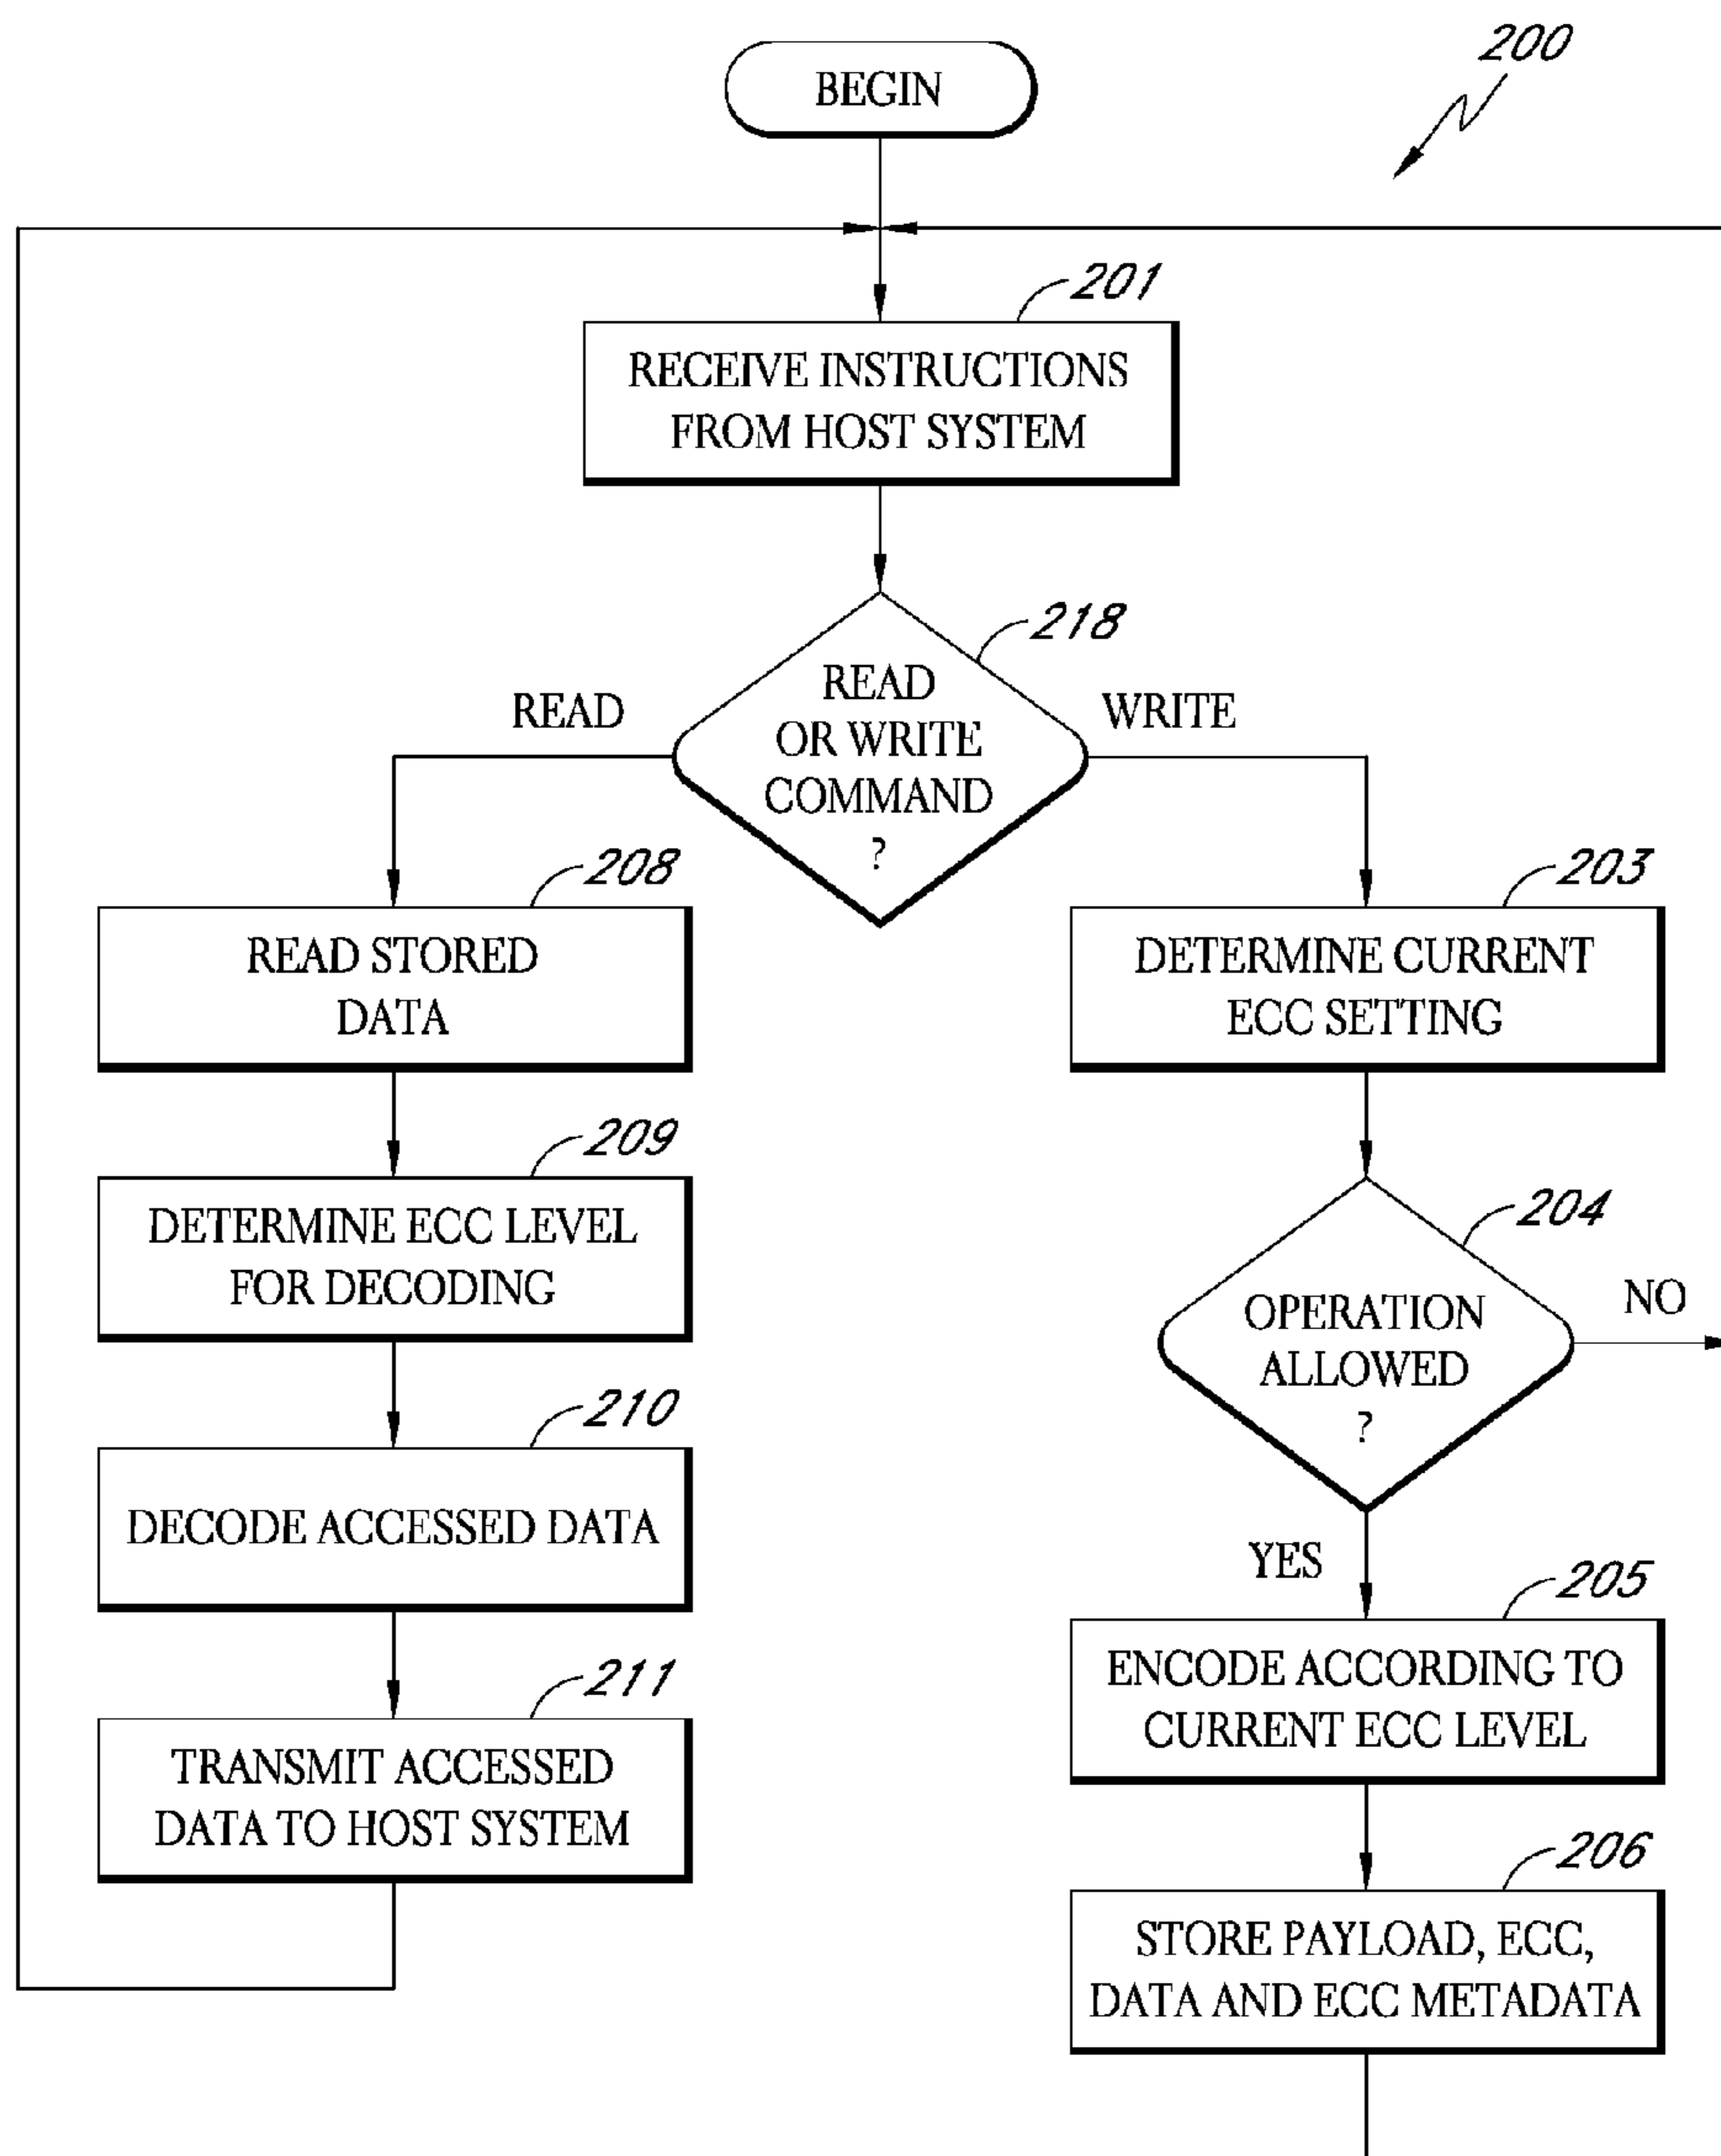 200
BEGIN
201
RECEIVE INSTRUCTIONS
FROM HOST SYSTEM
218
READ
OR WRITE
COMMAND
?
READ
WRITE
208
READ STORED
DATA
203
DETERMINE CURRENT
ECC SETTING
209
DETERMINE ECC LEVEL
FOR DECODING
204
OPERATION
ALLOWED
?
NO
YES
210
DECODE ACCESSED DATA
205
ENCODE ACCORDING TO
CURRENT ECC LEVEL
211
TRANSMIT ACCESSED
DATA TO HOST SYSTEM
206
STORE PAYLOAD, ECC,
DATA AND ECC METADATA